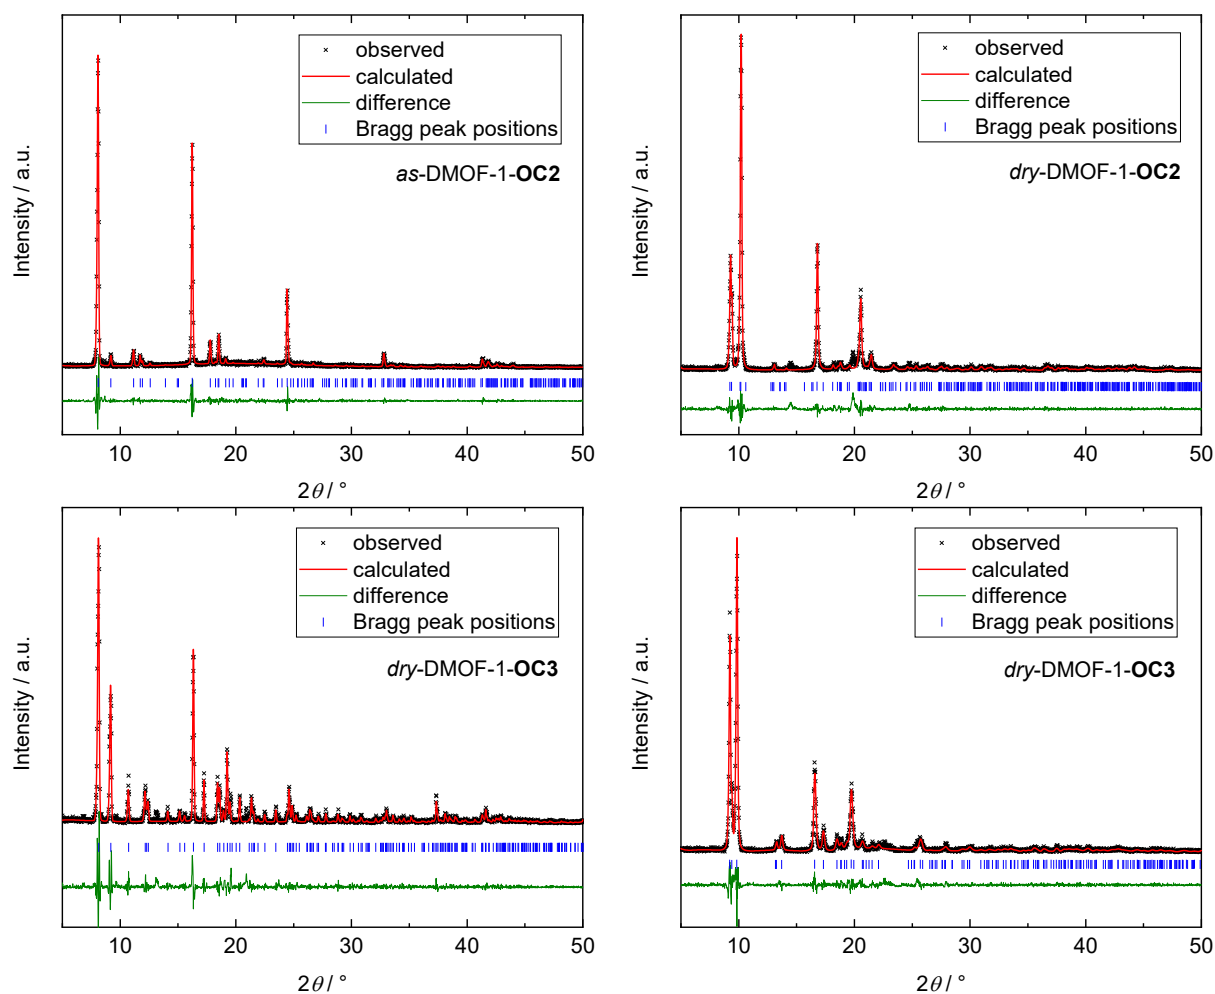 Intensity / a.u.
observed
calculated
difference
Bragg peak positions
as-DMOF-1-OC2
10 20 30 40 50
2θ / °
Intensity / a.u.
observed
calculated
difference
Bragg peak positions
dry-DMOF-1-OC2
10 20 30 40 50
2θ / °
Intensity / a.u.
observed
calculated
difference
Bragg peak positions
dry-DMOF-1-OC3
10 20 30 40 50
2θ / °
Intensity / a.u.
observed
calculated
difference
Bragg peak positions
dry-DMOF-1-OC3
10 20 30 40 50
2θ / °